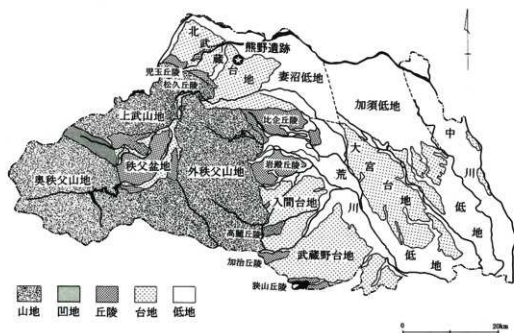 北武蔵台地
熊野遺跡
児玉丘陵
松久丘陵
妻沼低地
加須低地
中川低地
上武山地
比企丘陵
大宮台地
秩父盆地
外秩父山地
岩殿丘陵
荒川低地
奥秩父山地
入間台地
高麗丘陵
武蔵野台地
加治丘陵
狭山丘陵
山地 凹地 丘陵 台地 低地
0 20km